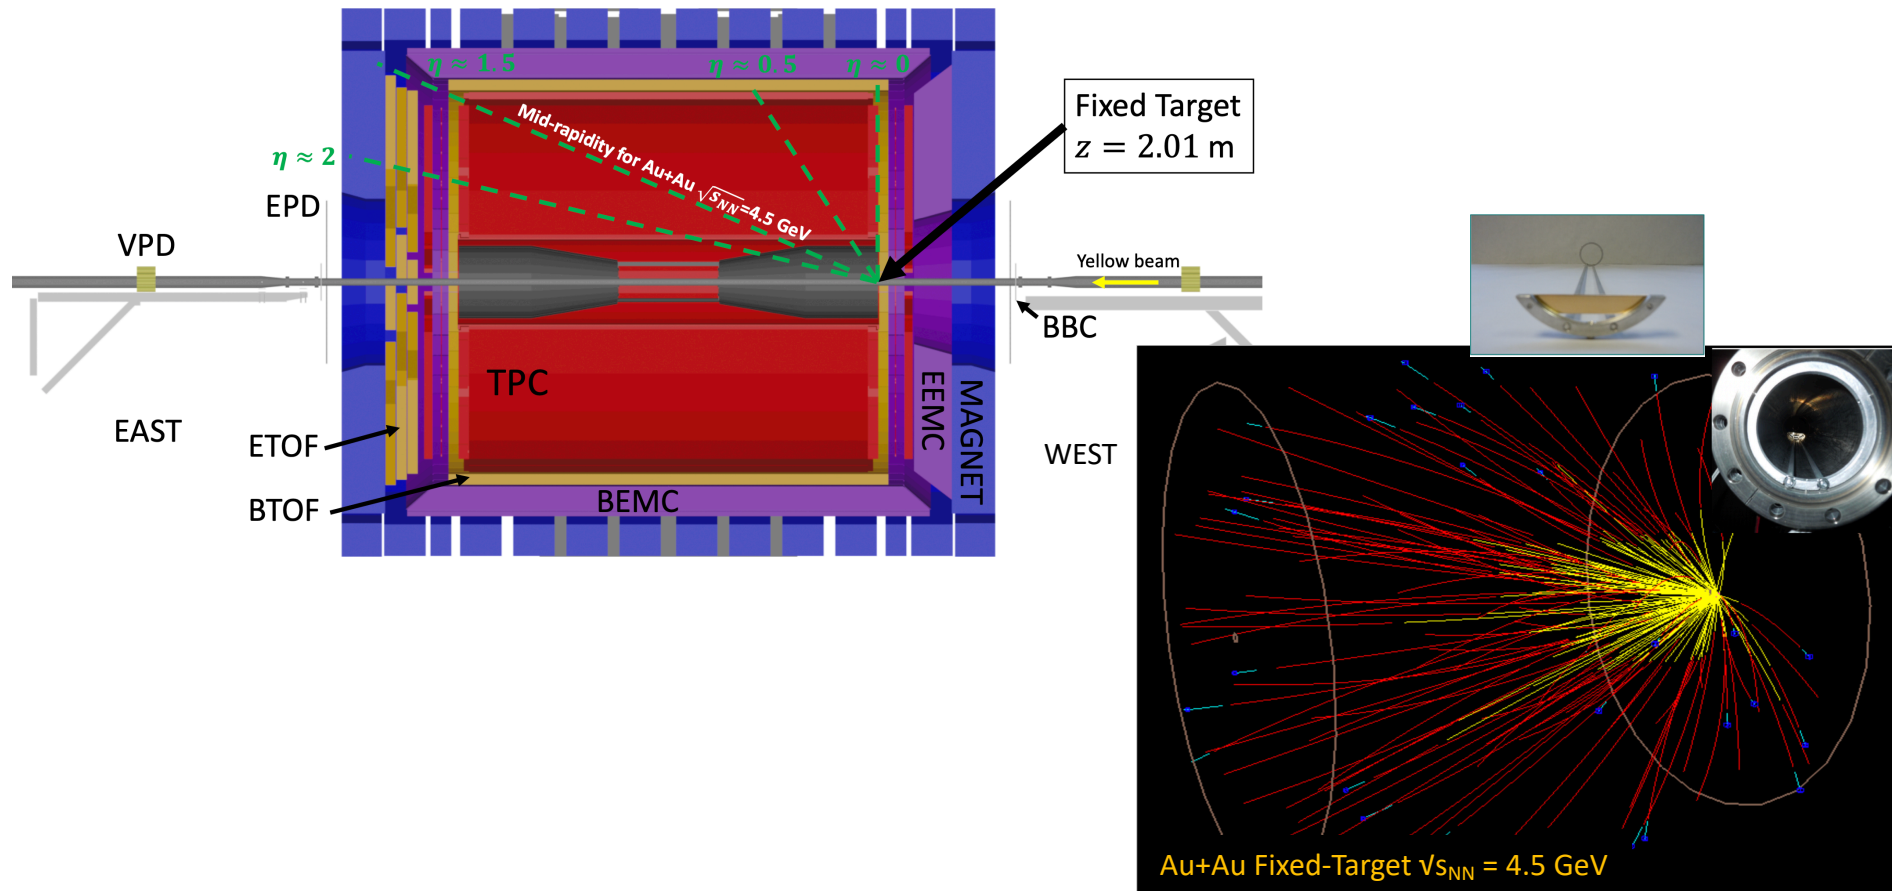 η ≈ 1.5
η ≈ 0.5
η ≈ 0
Mid-rapidity for Au+Au √sNN=4.5 GeV
η ≈ 2
Fixed Target
z = 2.01 m
EPD
VPD
Yellow beam
BBC
TPC
EEMC
MAGNET
EAST
ETOF
BTOF
BEMC
WEST
Au+Au Fixed-Target √sNN = 4.5 GeV